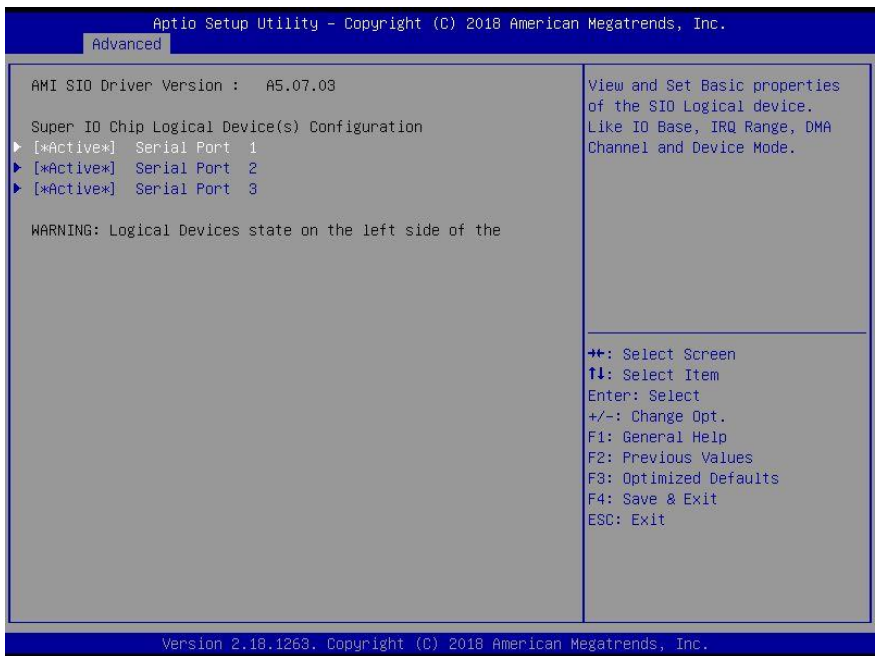 Aptio Setup Utility – Copyright (C) 2018 American Megatrends, Inc.
Advanced
AMI SIO Driver Version : A5.07.03
Super IO Chip Logical Device(s) Configuration
[*Active*] Serial Port 1
[*Active*] Serial Port 2
[*Active*] Serial Port 3
WARNING: Logical Devices state on the left side of the
View and Set Basic properties
of the SIO Logical device.
Like IO Base, IRQ Range, DMA
Channel and Device Mode.
→←: Select Screen
↑↓: Select Item
Enter: Select
+/-: Change Opt.
F1: General Help
F2: Previous Values
F3: Optimized Defaults
F4: Save & Exit
ESC: Exit
Version 2.18.1263. Copyright (C) 2018 American Megatrends, Inc.